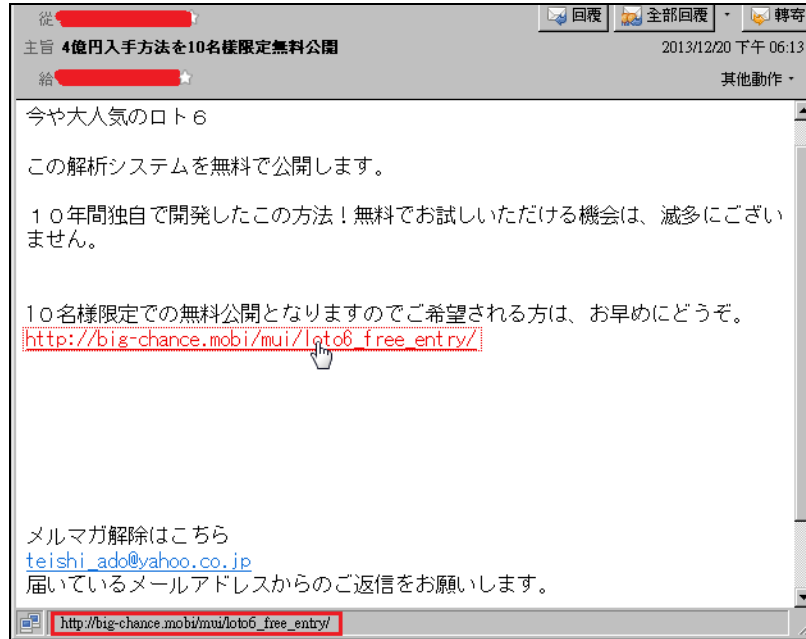 從
回覆 全部回覆 轉寄
主旨 4億円入手方法を10名様限定無料公開 2013/12/20 下午 06:13
給
其他動作
今や大人気のロト６
この解析システムを無料で公開します。
１０年間独自で開発したこの方法！無料でお試しいただける機会は、滅多にござい
ません。
10名様限定での無料公開となりますのでご希望される方は、お早めにどうぞ。
http://big-chance.mobi/mui/loto6_free_entry/
メルマガ解除はこちら
teishi_ado@yahoo.co.jp
届いているメールアドレスからのご返信をお願いします。
http://big-chance.mobi/mui/loto6_free_entry/